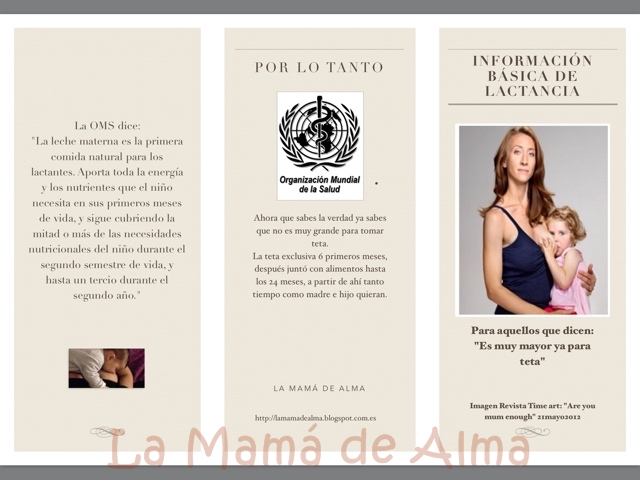 La OMS dice:
"La leche materna es la primera
comida natural para los
lactantes. Aporta toda la energía
y los nutrientes que el niño
necesita en sus primeros meses
de vida, y sigue cubriendo la
mitad o más de las necesidades
nutricionales del niño durante el
segundo semestre de vida, y
hasta un tercio durante el
segundo año."
POR LO TANTO
Organización Mundial
de la Salud
.
Ahora que sabes la verdad ya sabes
que no es muy grande para tomar
teta.
La teta exclusiva 6 primeros meses,
después juntó con alimentos hasta
los 24 meses, a partir de ahí tanto
tiempo como madre e hijo quieran.
LA MAMÁ DE ALMA
http://lamamadealma.blogspot.com.es
INFORMACIÓN
BÁSICA DE
LACTANCIA
Para aquellos que dicen:
"Es muy mayor ya para
teta"
Imagen Revista Time art: "Are you
mum enough" 21mayo2012
La Mamá de Alma